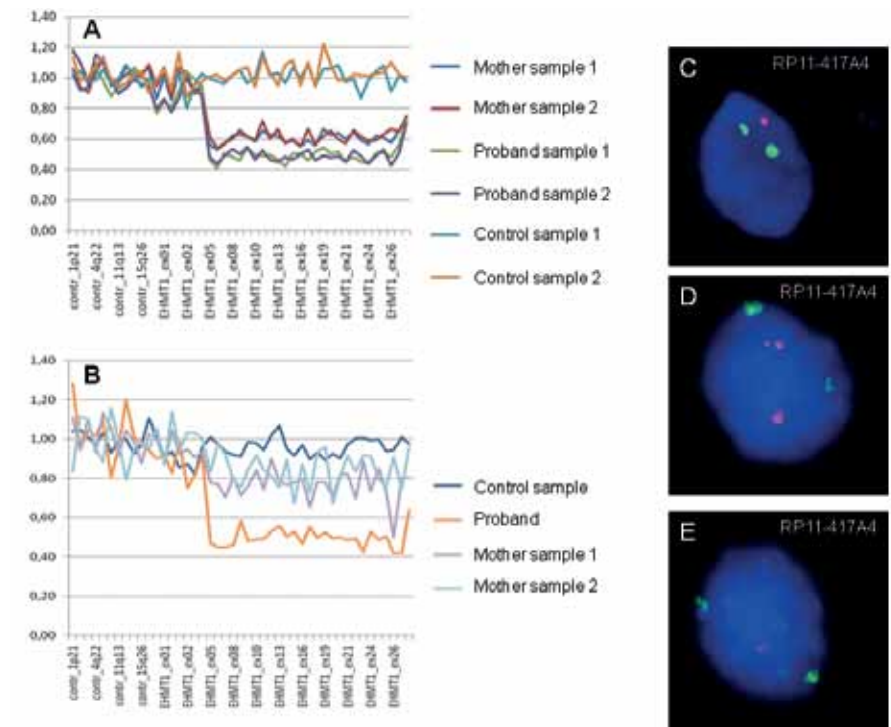 A
1,40
1,20
1,00
0,80
0,60
0,40
0,20
0,00
contr_1p21
contr_4q22
contr_11q13
contr_15q26
EHMT1_ex01
EHMT1_ex02
EHMT1_ex05
EHMT1_ex08
EHMT1_ex10
EHMT1_ex13
EHMT1_ex16
EHMT1_ex19
EHMT1_ex21
EHMT1_ex24
EHMT1_ex26
Mother sample 1
Mother sample 2
Proband sample 1
Proband sample 2
Control sample 1
Control sample 2
B
1,40
1,20
1,00
0,80
0,60
0,40
0,20
0,00
contr_1p21
contr_4q22
contr_11q13
contr_15q26
EHMT1_ex01
EHMT1_ex02
EHMT1_ex05
EHMT1_ex08
EHMT1_ex10
EHMT1_ex13
EHMT1_ex16
EHMT1_ex19
EHMT1_ex21
EHMT1_ex24
EHMT1_ex26
Control sample
Proband
Mother sample 1
Mother sample 2
C
RP11-417A4
D
RP11-417A4
E
RP11-417A4